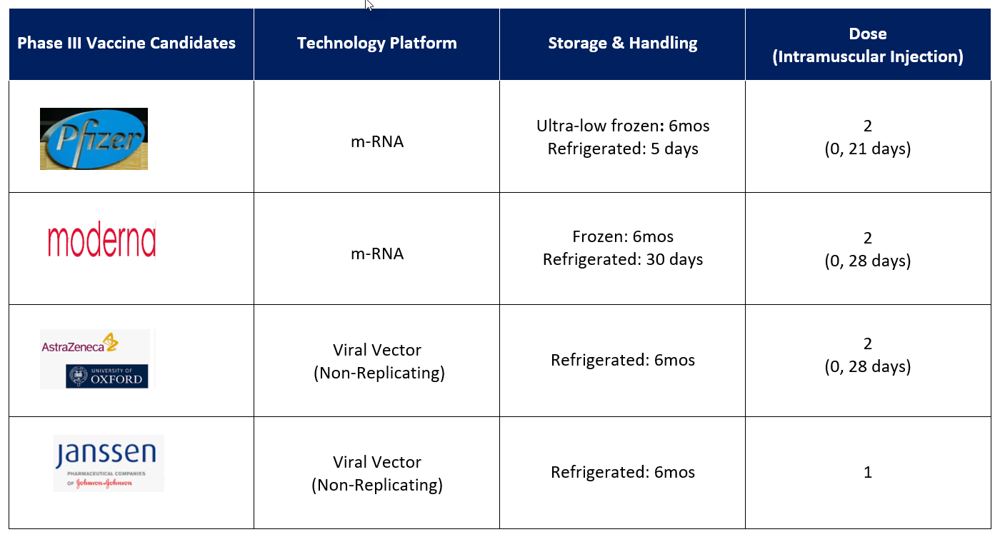 Phase III Vaccine Candidates
Technology Platform
Storage & Handling
Dose
(Intramuscular Injection)
Pfizer
m-RNA
Ultra-low frozen: 6mos
Refrigerated: 5 days
2
(0, 21 days)
moderna
m-RNA
Frozen: 6mos
Refrigerated: 30 days
2
(0, 28 days)
AstraZeneca
UNIVERSITY OF
OXFORD
Viral Vector
(Non-Replicating)
Refrigerated: 6mos
2
(0, 28 days)
janssen
PHARMACEUTICAL COMPANIES
OF Johnson&Johnson
Viral Vector
(Non-Replicating)
Refrigerated: 6mos
1